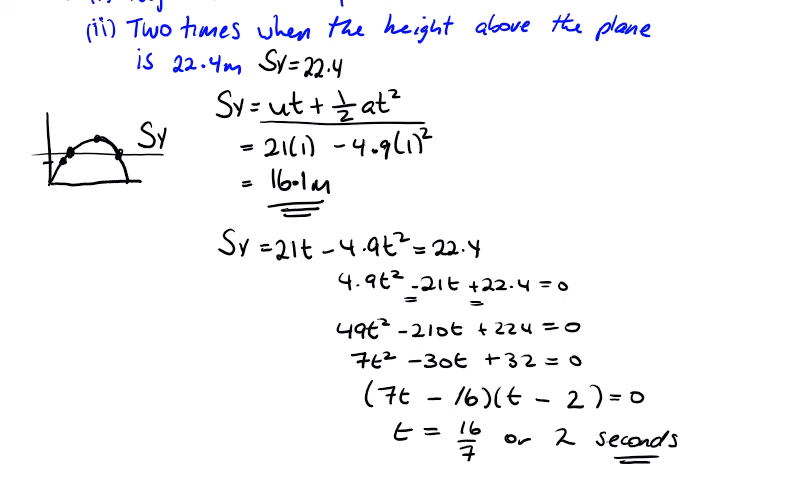 (ii) Two times when the height above the plane
is 22.4m Sy=22.4
Sy = ut + ½at²
Sy
= 21(1) - 4.9(1)²
= 16.1m
Sy = 21t - 4.9t² = 22.4
4.9t² - 21t + 22.4 = 0
49t² - 210t + 224 = 0
7t² - 30t + 32 = 0
(7t - 16)(t - 2) = 0
t = 16/7 or 2 seconds